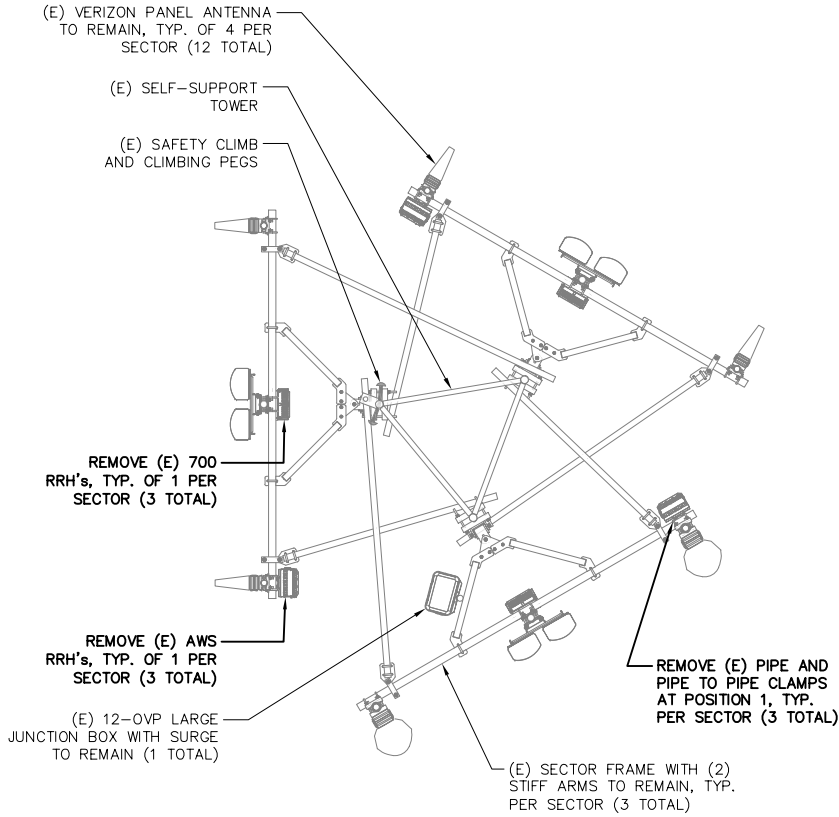 (E) VERIZON PANEL ANTENNA
TO REMAIN, TYP. OF 4 PER
SECTOR (12 TOTAL)
(E) SELF-SUPPORT
TOWER
(E) SAFETY CLIMB
AND CLIMBING PEGS
REMOVE (E) 700
RRH's, TYP. OF 1 PER
SECTOR (3 TOTAL)
REMOVE (E) AWS
RRH's, TYP. OF 1 PER
SECTOR (3 TOTAL)
REMOVE (E) PIPE AND
PIPE TO PIPE CLAMPS
AT POSITION 1, TYP.
PER SECTOR (3 TOTAL)
(E) 12-OVP LARGE
JUNCTION BOX WITH SURGE
TO REMAIN (1 TOTAL)
(E) SECTOR FRAME WITH (2)
STIFF ARMS TO REMAIN, TYP.
PER SECTOR (3 TOTAL)